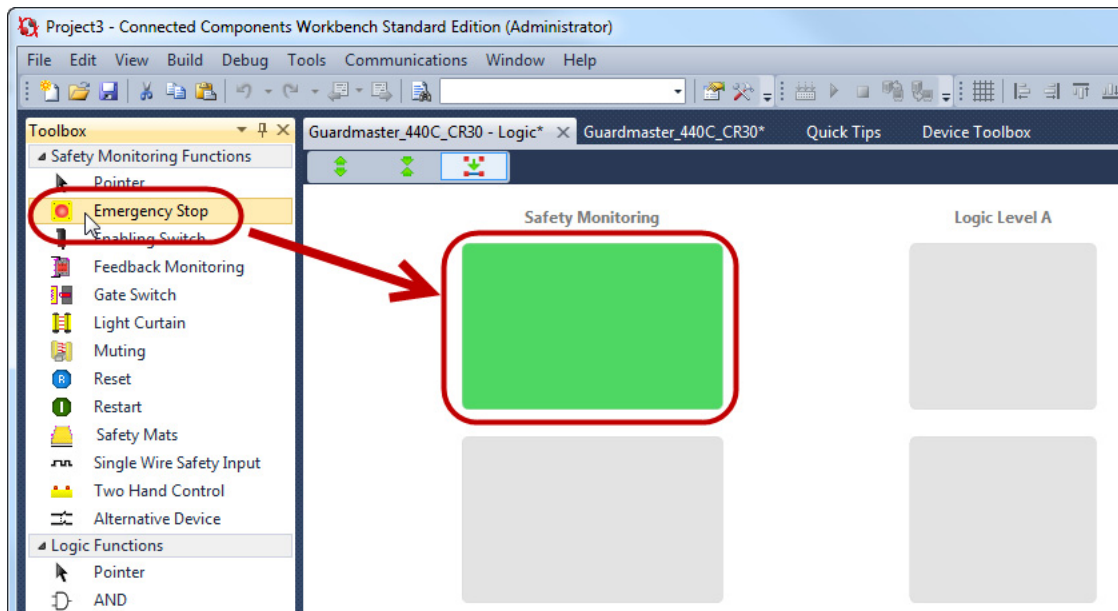 Project3 - Connected Components Workbench Standard Edition (Administrator)
File Edit View Build Debug Tools Communications Window Help
Toolbox
Guardmaster_440C_CR30 - Logic* Guardmaster_440C_CR30* Quick Tips Device Toolbox
Safety Monitoring Functions
Pointer
Emergency Stop
Enabling Switch
Feedback Monitoring
Gate Switch
Light Curtain
Muting
R Reset
Restart
Safety Mats
Single Wire Safety Input
Two Hand Control
Alternative Device
Logic Functions
Pointer
AND
Safety Monitoring Logic Level A